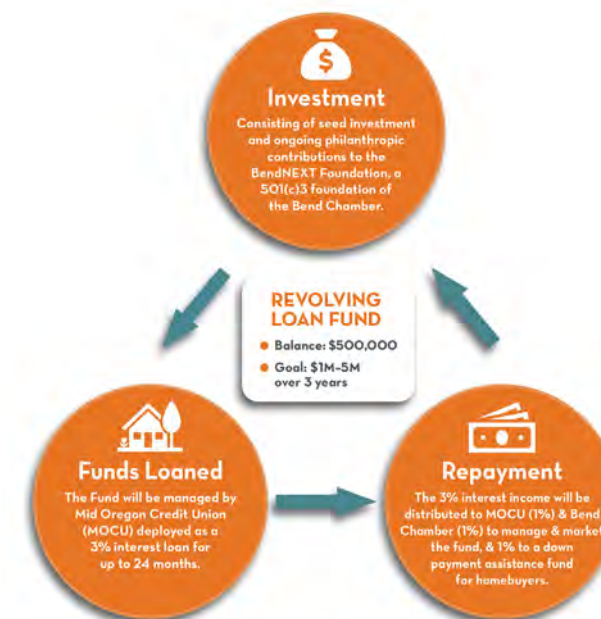 $
Investment
Consisting of seed investment
and ongoing philanthropic
contributions to the
BendNEXT Foundation, a
501(c)3 foundation of
the Bend Chamber.
REVOLVING
LOAN FUND
Balance: $500,000
Goal: $1M-5M
over 3 years
Funds Loaned
The Fund will be managed by
Mid Oregon Credit Union
(MOCU) deployed as a
3% interest loan for
up to 24 months.
Repayment
The 3% interest income will be
distributed to MOCU (1%) & Bend
Chamber (1%) to manage & market
the fund, & 1% to a down
payment assistance fund
for homebuyers.